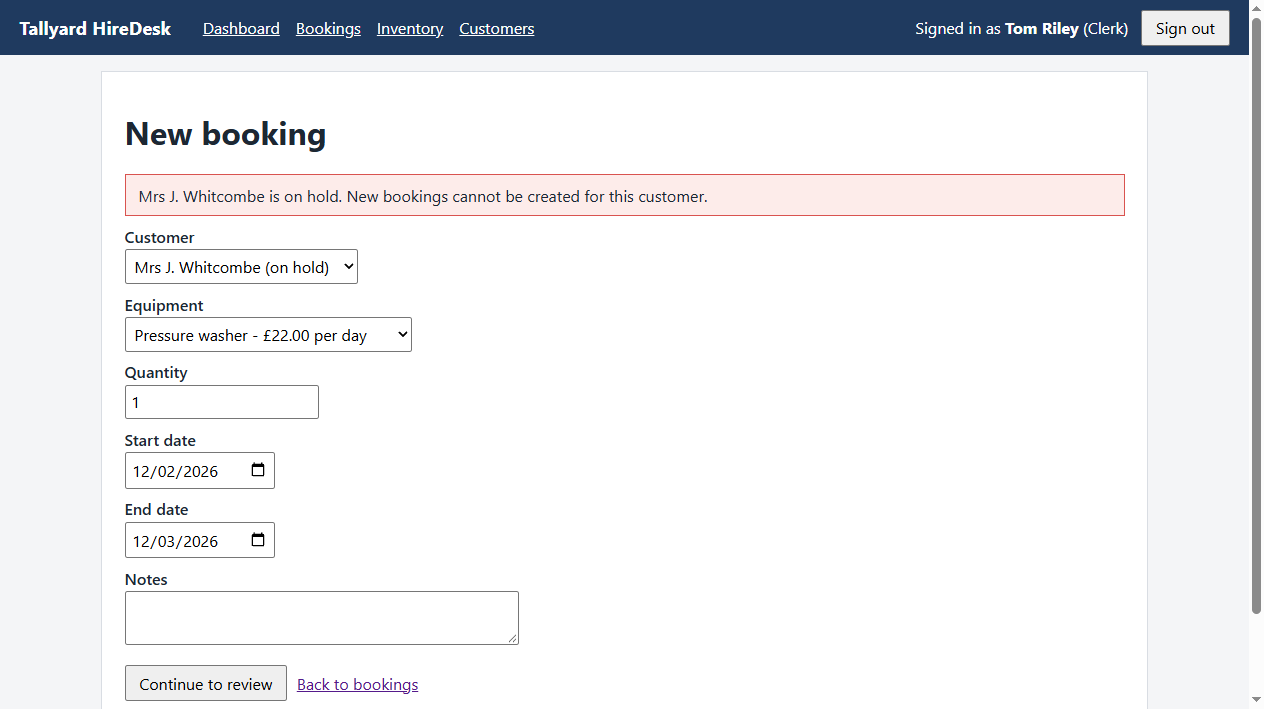 Tallyard HireDesk Dashboard Bookings Inventory Customers Signed in as Tom Riley (Clerk) Sign out
New booking
Mrs J. Whitcombe is on hold. New bookings cannot be created for this customer.
Customer
Mrs J. Whitcombe (on hold)
Equipment
Pressure washer - £22.00 per day
Quantity
1
Start date
12/02/2026
End date
12/03/2026
Notes
Continue to review Back to bookings